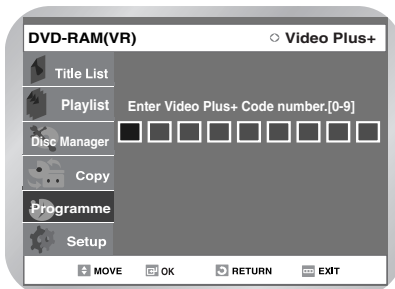 DVD-RAM(VR) Video Plus+
Title List
Playlist
Enter Video Plus+ Code number.[0-9]
Disc Manager
Copy
Programme
Setup
MOVE OK RETURN EXIT